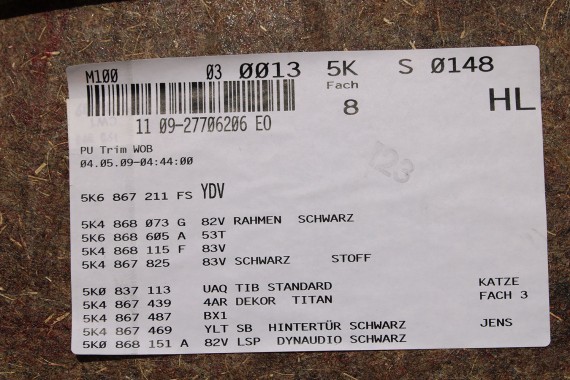 M100 03 0013 5K S 0148
Fach
8 HL
11 09-27706206 EO
PU Trim WOB
04.05.09-04:44:00
123
5K6 867 211 FS YDV
5K4 868 073 G 82V RAHMEN SCHWARZ
5K6 868 605 A 53T
5K4 868 115 F 83V
5K4 867 825 83V SCHWARZ STOFF
5K0 837 113 UAQ TIB STANDARD KATZE
5K4 867 439 4AR DEKOR TITAN FACH 3
5K4 867 487 BX1
5K4 867 469 YLT SB HINTERTÜR SCHWARZ JENS
5K0 868 151 A 82V LSP DYNAUDIO SCHWARZ